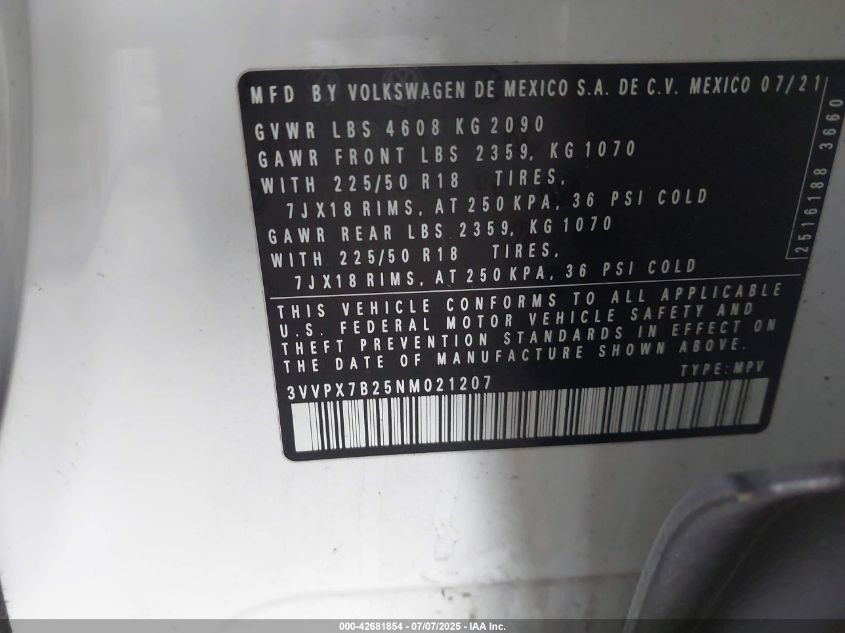 MFD BY VOLKSWAGEN DE MEXICO S.A. DE C.V. MEXICO 07/21
GVWR LBS 4608 KG 2090
GAWR FRONT LBS 2359, KG 1070
WITH 225/50 R18 TIRES,
7JX18 RIMS, AT 250 KPA, 36 PSI COLD
GAWR REAR LBS 2359, KG 1070
WITH 225/50 R18 TIRES,
7JX18 RIMS, AT 250 KPA, 36 PSI COLD
2516188 3660
THIS VEHICLE CONFORMS TO ALL APPLICABLE
U.S. FEDERAL MOTOR VEHICLE SAFETY AND
THEFT PREVENTION STANDARDS IN EFFECT ON
THE DATE OF MANUFACTURE SHOWN ABOVE.
TYPE: MPV
3VVPX7B25NM021207
000-42681854 / 07/07/2025 - IAA Inc.